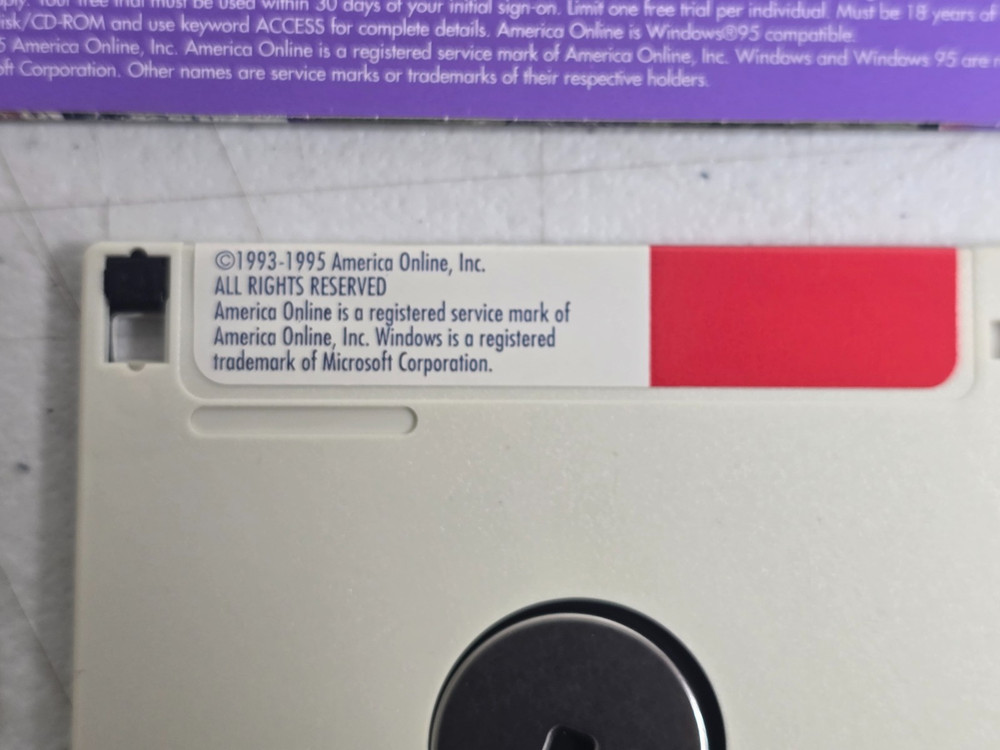 Your free trial must be used within 30 days of your initial sign-on. Limit one free trial per individual. Must be 18 years of
disk/CD-ROM and use keyword ACCESS for complete details. America Online is Windows®95 compatible.
5 America Online, Inc. America Online is a registered service mark of America Online, Inc. Windows and Windows 95 are
Corporation. Other names are service marks or trademarks of their respective holders.
©1993-1995 America Online, Inc.
ALL RIGHTS RESERVED
America Online is a registered service mark of
America Online, Inc. Windows is a registered
trademark of Microsoft Corporation.